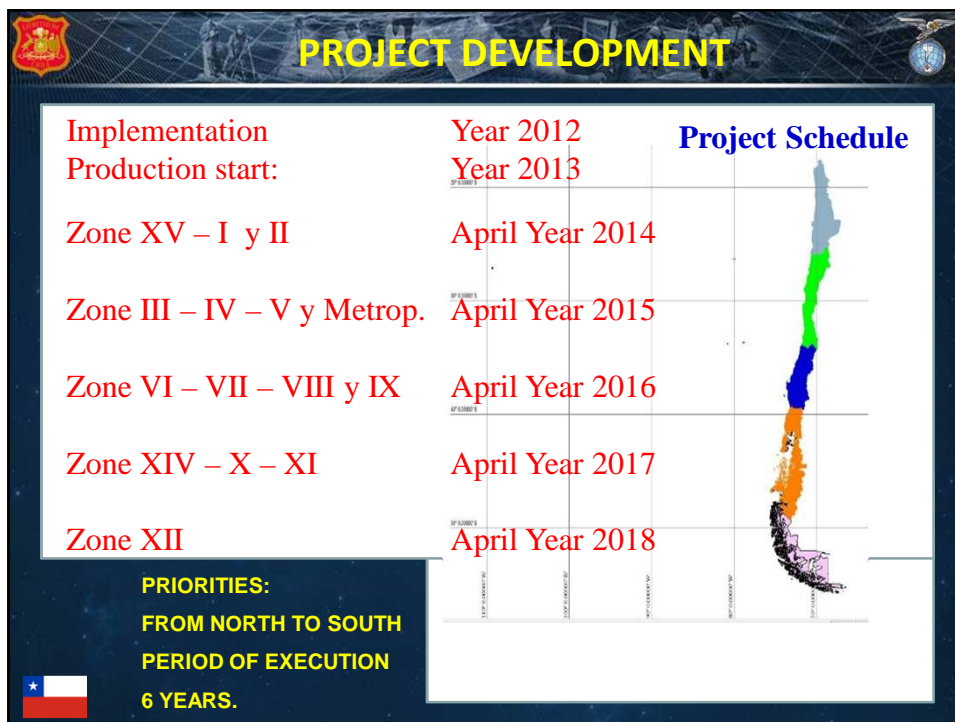 PROJECT DEVELOPMENT
Implementation Year 2012
Production start: Year 2013
Project Schedule
Zone XV – I y II April Year 2014
Zone III – IV – V y Metrop. April Year 2015
Zone VI – VII – VIII y IX April Year 2016
Zone XIV – X – XI April Year 2017
Zone XII April Year 2018
PRIORITIES:
FROM NORTH TO SOUTH
PERIOD OF EXECUTION
6 YEARS.